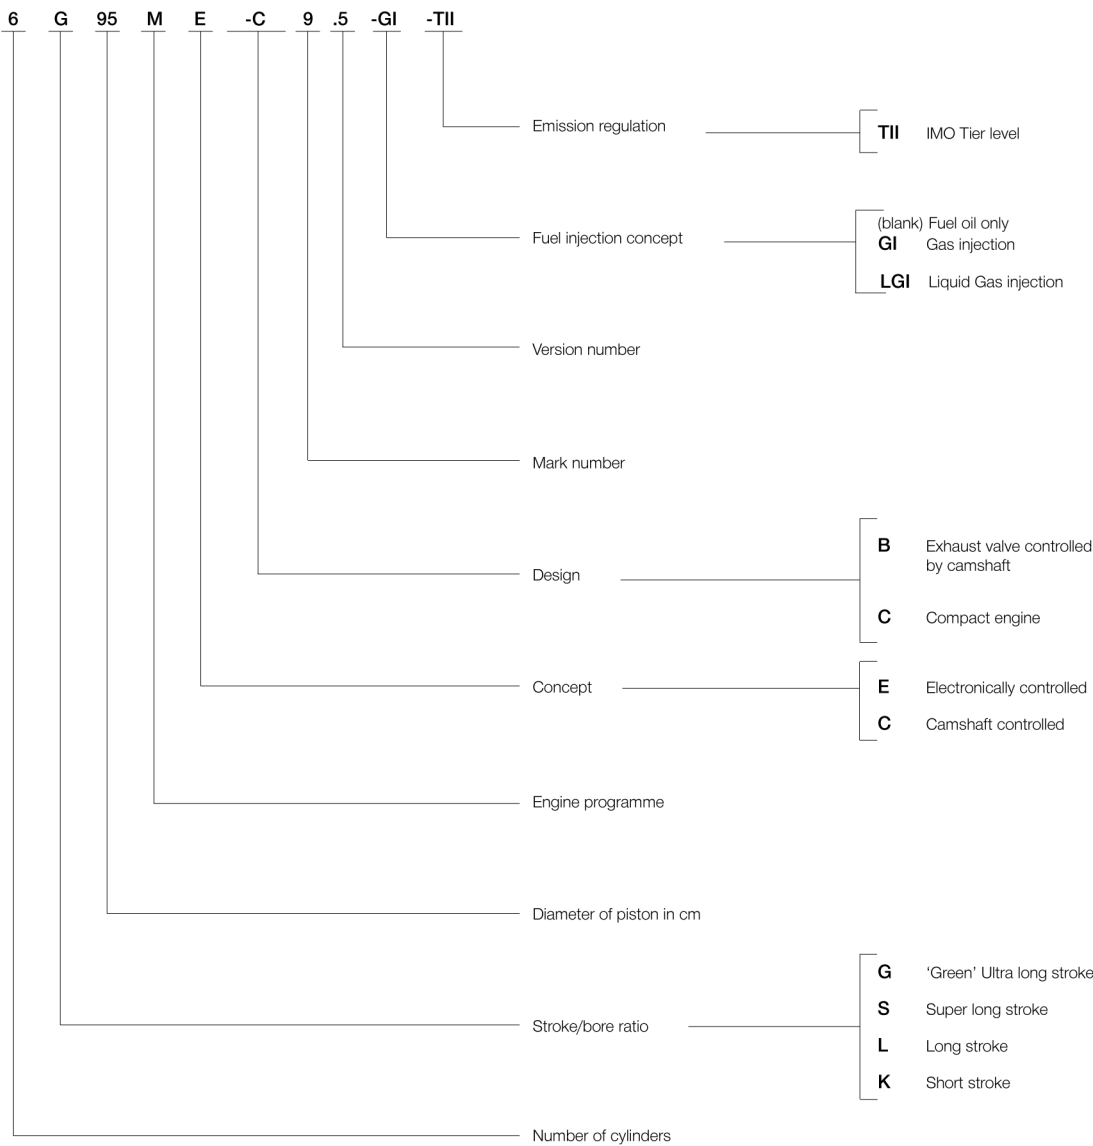 6 G 95 M E -C 9 .5 -GI -TII
Emission regulation
TII IMO Tier level
(blank) Fuel oil only
Fuel injection concept
GI Gas injection
LGI Liquid Gas injection
Version number
Mark number
B Exhaust valve controlled
by camshaft
Design
C Compact engine
Concept
E Electronically controlled
C Camshaft controlled
Engine programme
Diameter of piston in cm
G ‘Green’ Ultra long stroke
S Super long stroke
Stroke/bore ratio
L Long stroke
K Short stroke
Number of cylinders